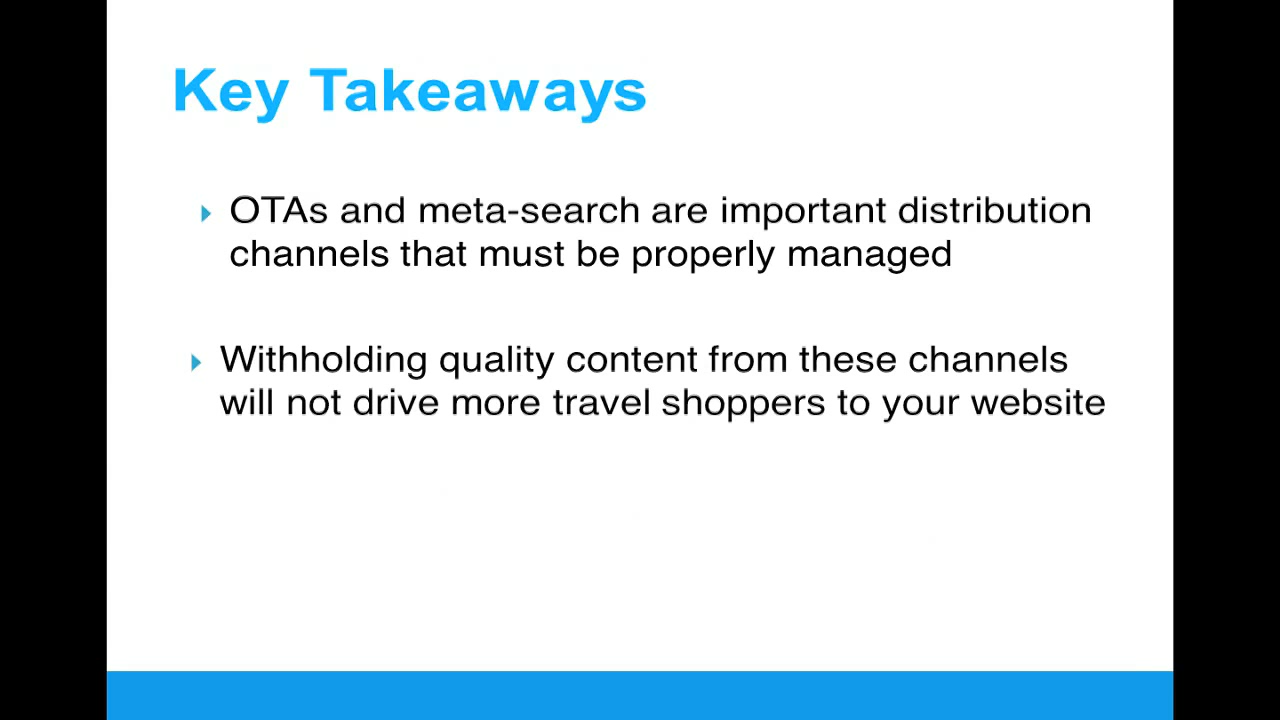 Key Takeaways
OTAs and meta-search are important distribution
channels that must be properly managed
Withholding quality content from these channels
will not drive more travel shoppers to your website